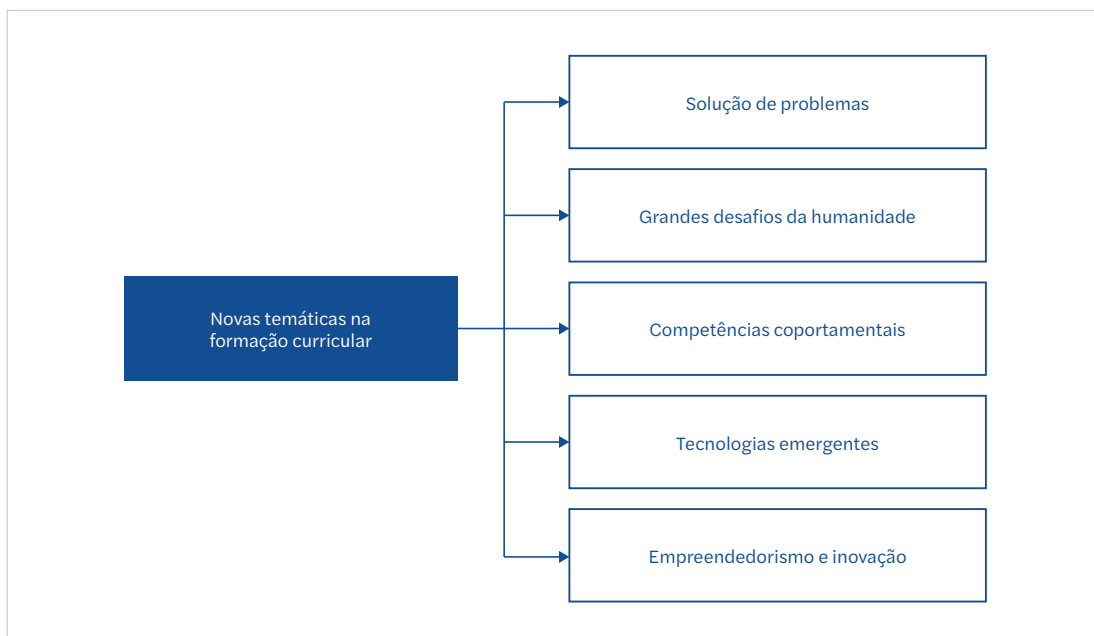 Solução de problemas
Grandes desafios da humanidade
Novas temáticas na
formação curricular
Competências coportamentais
Tecnologias emergentes
Empreendedorismo e inovação